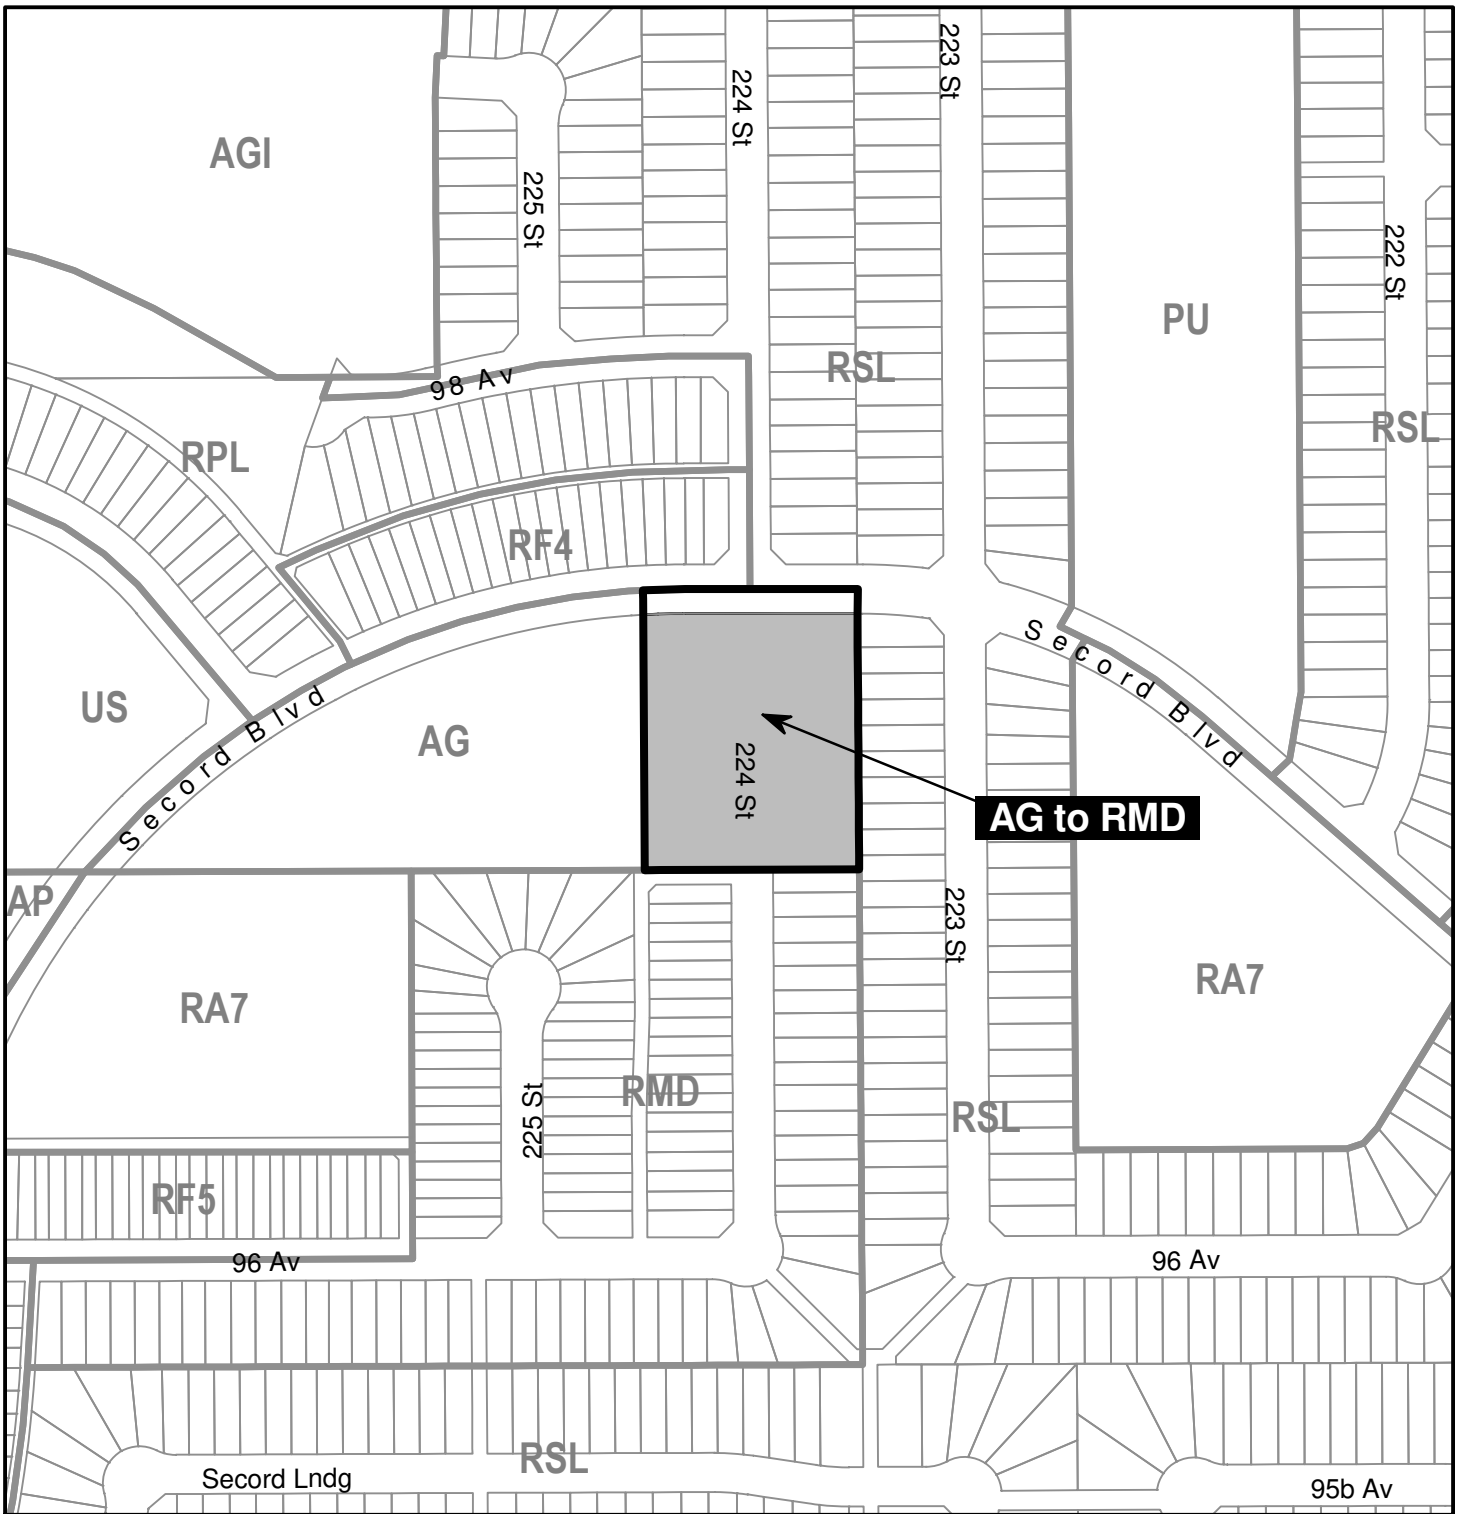 223 St
224 St
AGI
225 St
222 St
PU
RSL
98 Av
RSL
RPL
RF4
Secord Blvd
US
Secord Blvd
AG
224 St
AG to RMD
AP
223 St
RA7
RA7
RMD
225 St
RSL
RF5
96 Av
96 Av
RSL
Secord Lndg
95b Av